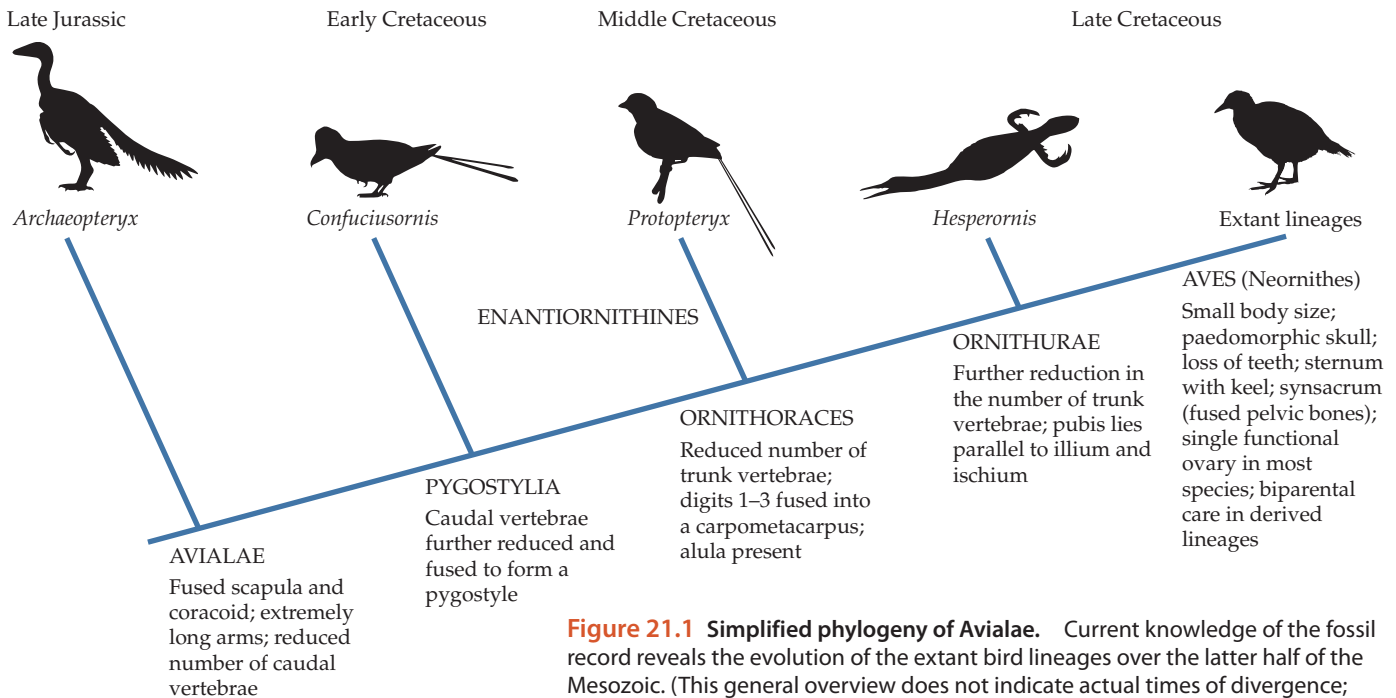 Late Jurassic
Early Cretaceous
Middle Cretaceous
Late Cretaceous
Archaeopteryx
Confuciusornis
Protopteryx
Hesperornis
Extant lineages
ENANTIORNITHINES
AVIALAE
Fused scapula and
coracoid; extremely
long arms; reduced
number of caudal
vertebrae
PYGOSTYLIA
Caudal vertebrae
further reduced and
fused to form a
pygostyle
ORNITHORACES
Reduced number of
trunk vertebrae;
digits 1–3 fused into
a carpometacarpus;
alula present
ORNITHURAE
Further reduction in
the number of trunk
vertebrae; pubis lies
parallel to illium and
ischium
AVES (Neornithes)
Small body size;
paedomorphic skull;
loss of teeth; sternum
with keel; synsacrum
(fused pelvic bones);
single functional
ovary in most
species; biparental
care in derived
lineages
Figure 21.1 Simplified phylogeny of Avialae. Current knowledge of the fossil
record reveals the evolution of the extant bird lineages over the latter half of the
Mesozoic. (This general overview does not indicate actual times of divergence;